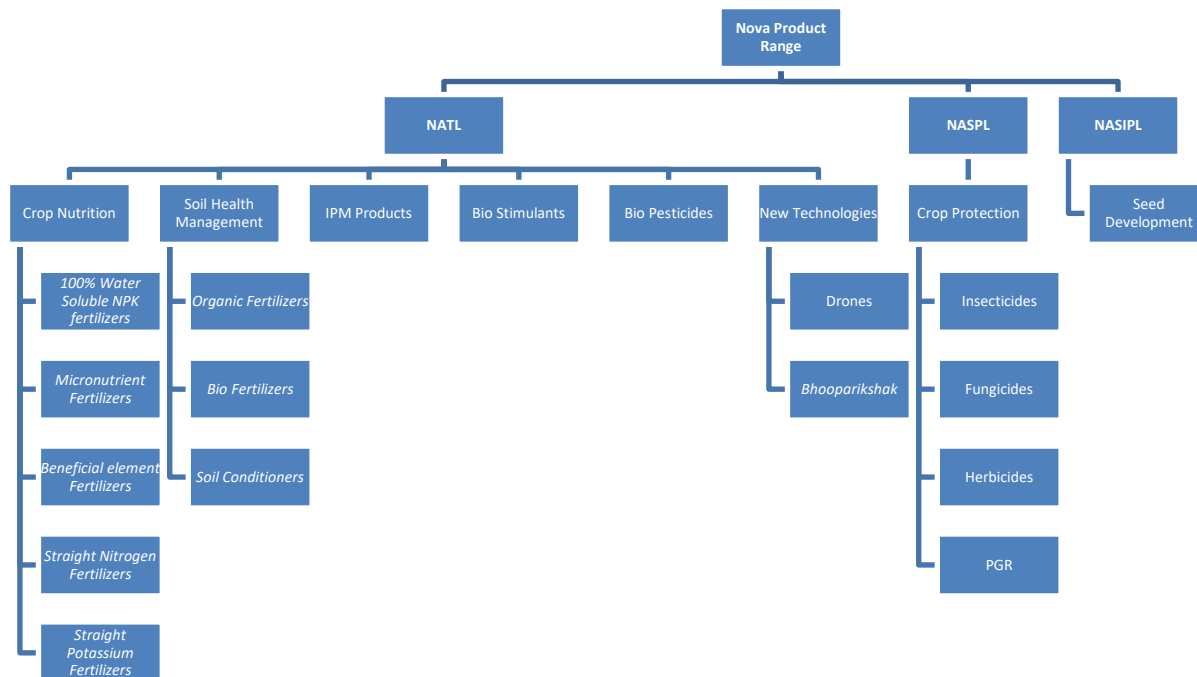 Nova Product
Range
NATL
NASPL
NASIPL
Crop Nutrition
Soil Health
Management
IPM Products
Bio Stimulants
Bio Pesticides
New Technologies
Crop Protection
Seed
Development
100% Water
Soluble NPK
fertilizers
Organic Fertilizers
Drones
Insecticides
Micronutrient
Fertilizers
Bio Fertilizers
Bhooparikshak
Fungicides
Beneficial element
Fertilizers
Soil Conditioners
Herbicides
Straight Nitrogen
Fertilizers
PGR
Straight
Potassium
Fertilizers